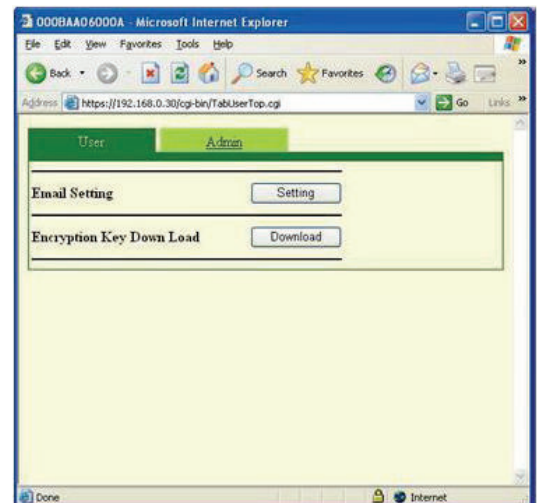 000BAA06000A - Microsoft Internet Explorer
File Edit View Favorites Tools Help
Back Search Favorites
Address https://192.168.0.30/cgi-bin/TabUserTop.cgi Go Links
User Admin
Email Setting Setting
Encryption Key Down Load Download
Done Internet